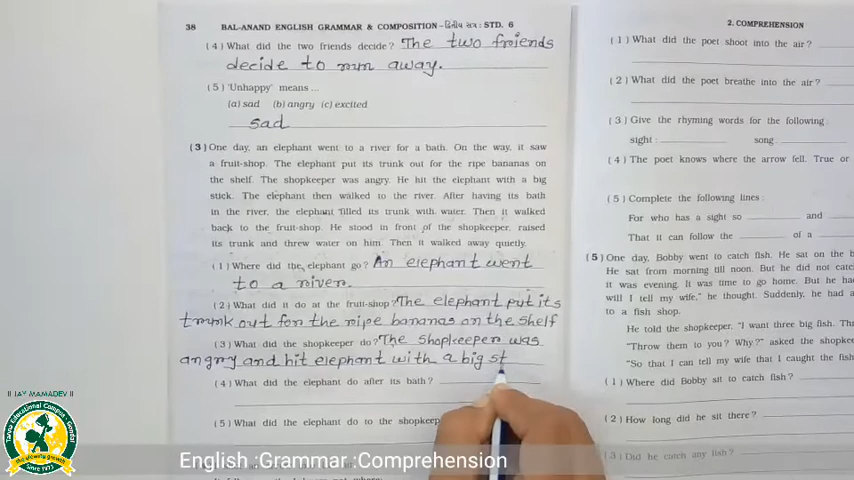 38 BAL-ANAND ENGLISH GRAMMAR & COMPOSITION - દ્વિતીય સત્ર : STD. 6
( 4 ) What did the two friends decide? The two friends
decide to run away.
( 5 ) 'Unhappy' means ...
(a) sad (b) angry (c) excited
sad
( 3 ) One day, an elephant went to a river for a bath. On the way, it saw
a fruit-shop. The elephant put its trunk out for the ripe bananas on
the shelf. The shopkeeper was angry. He hit the elephant with a big
stick. The elephant then walked to the river. After having its bath
in the river, the elephant filled its trunk with water. Then it walked
back to the fruit-shop. He stood in front of the shopkeeper, raised
its trunk and threw water on him. Then it walked away quietly.
( 1 ) Where did the elephant go? An elephant went
to a river.
( 2 ) What did it do at the fruit-shop? The elephant put its
trunk out for the ripe bananas on the shelf
( 3 ) What did the shopkeeper do? The shopkeeper was
angry and hit elephant with a big st
( 4 ) What did the elephant do after its bath?
( 5 ) What did the elephant do to the shopkeep
2. COMPREHENSION
( 1 ) What did the poet shoot into the air?
( 2 ) What did the poet breathe into the air?
( 3 ) Give the rhyming words for the following
sight : song
( 4 ) The poet knows where the arrow fell. True or
( 5 ) Complete the following lines :
For who has a sight so and
That it can follow the of a
( 5 ) One day, Bobby went to catch fish. He sat on the b
He sat from morning till noon. But he did not catc
it was evening. It was time to go home. But he ha
will I tell my wife,' he thought. Suddenly, he had a
to a fish shop.
He told the shopkeeper, "I want three big fish. Th
"Throw them to you? Why?" asked the shopke
"So that I can tell my wife that I caught the fish
( 1 ) Where did Bobby sit to catch fish?
( 2 ) How long did he sit there?
( 3 ) Did he catch any fish?
|| JAY MAMADEV ||
English :Grammar :Comprehension